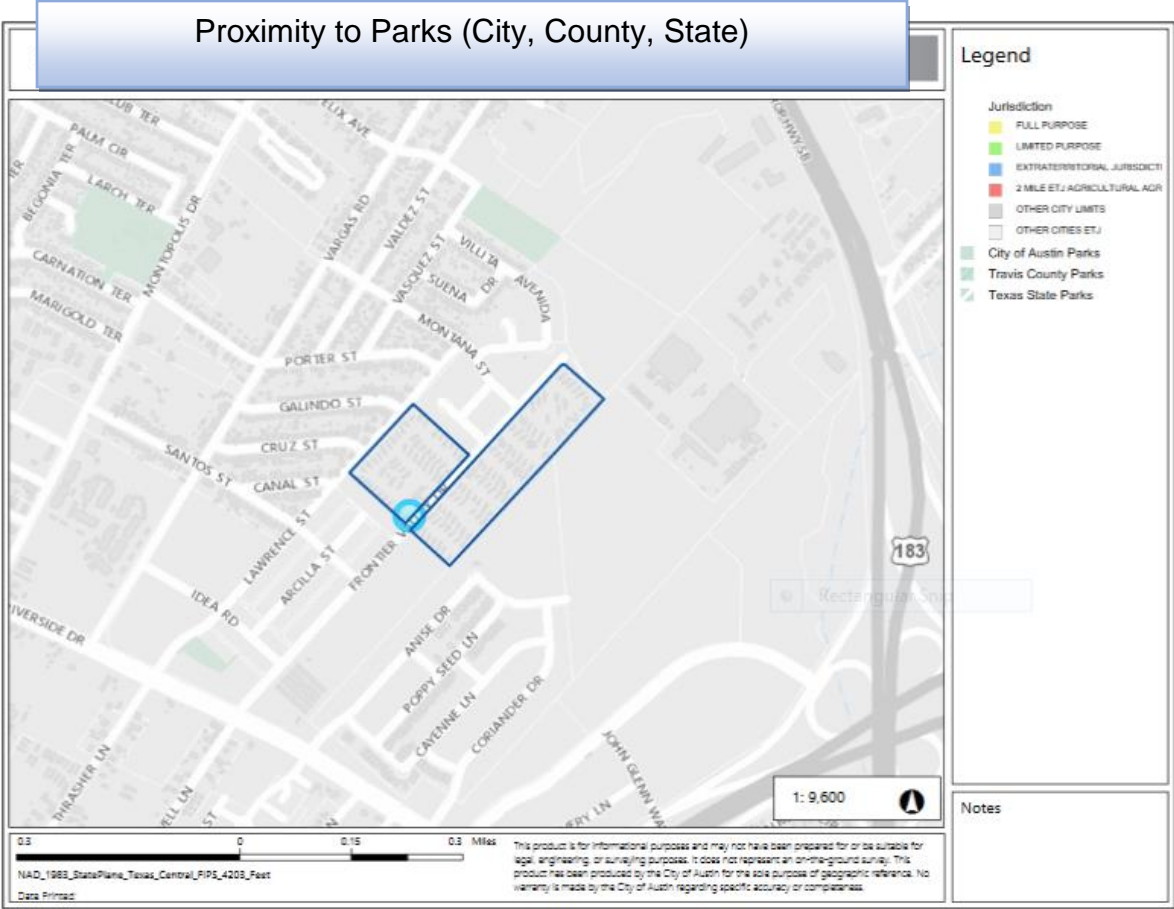 Proximity to Parks (City, County, State)
Legend
Jurisdiction
FULL PURPOSE
LIMITED PURPOSE
EXTRATERRITORIAL JURISDICTI
2 MILE ETJ AGRICULTURAL AGR
OTHER CITY LIMITS
OTHER CITIES ETJ
City of Austin Parks
Travis County Parks
Texas State Parks
Notes
CLUB TER
FELIX AVE
PALM CIR
LARCH TER
BEGONIA TER
TER
MONTOPOLIS DR
VARGAS RD
VALDEZ ST
VASQUEZ ST
VILLITA
AVENIDA
SUENA DR
CARNATION TER
MARIGOLD TER
MONTANA ST
PORTER ST
GALINDO ST
CRUZ ST
SANTOS ST
CANAL ST
LAWRENCE ST
ARCILLA ST
FRONTIER
IDEA RD
RIVERSIDE DR
ANISE DR
POPPY SEED LN
CAYENNE LN
CORIANDER DR
THRASHER LN
ELL LN
ST
JOHN GLENN WA
ERY LN
183
Rectangular Snip
1: 9,600
0.3 0 0.15 0.3 Miles
NAD_1983_StatePlane_Texas_Central_FIPS_4203_Feet
Date Printed:
This product is for informational purposes and may not have been prepared for or be suitable for
legal, engineering, or surveying purposes. It does not represent an on-the-ground survey. This
product has been produced by the City of Austin for the sole purpose of geographic reference. No
warranty is made by the City of Austin regarding specific accuracy or completeness.